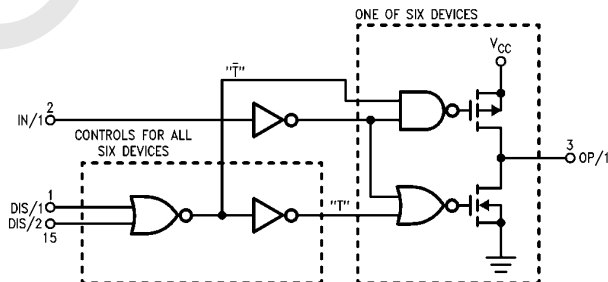 ONE OF SIX DEVICES
VCC
"T̄"
2
IN/1
CONTROLS FOR ALL
SIX DEVICES
3
OP/1
1
DIS/1
DIS/2
15
"T"